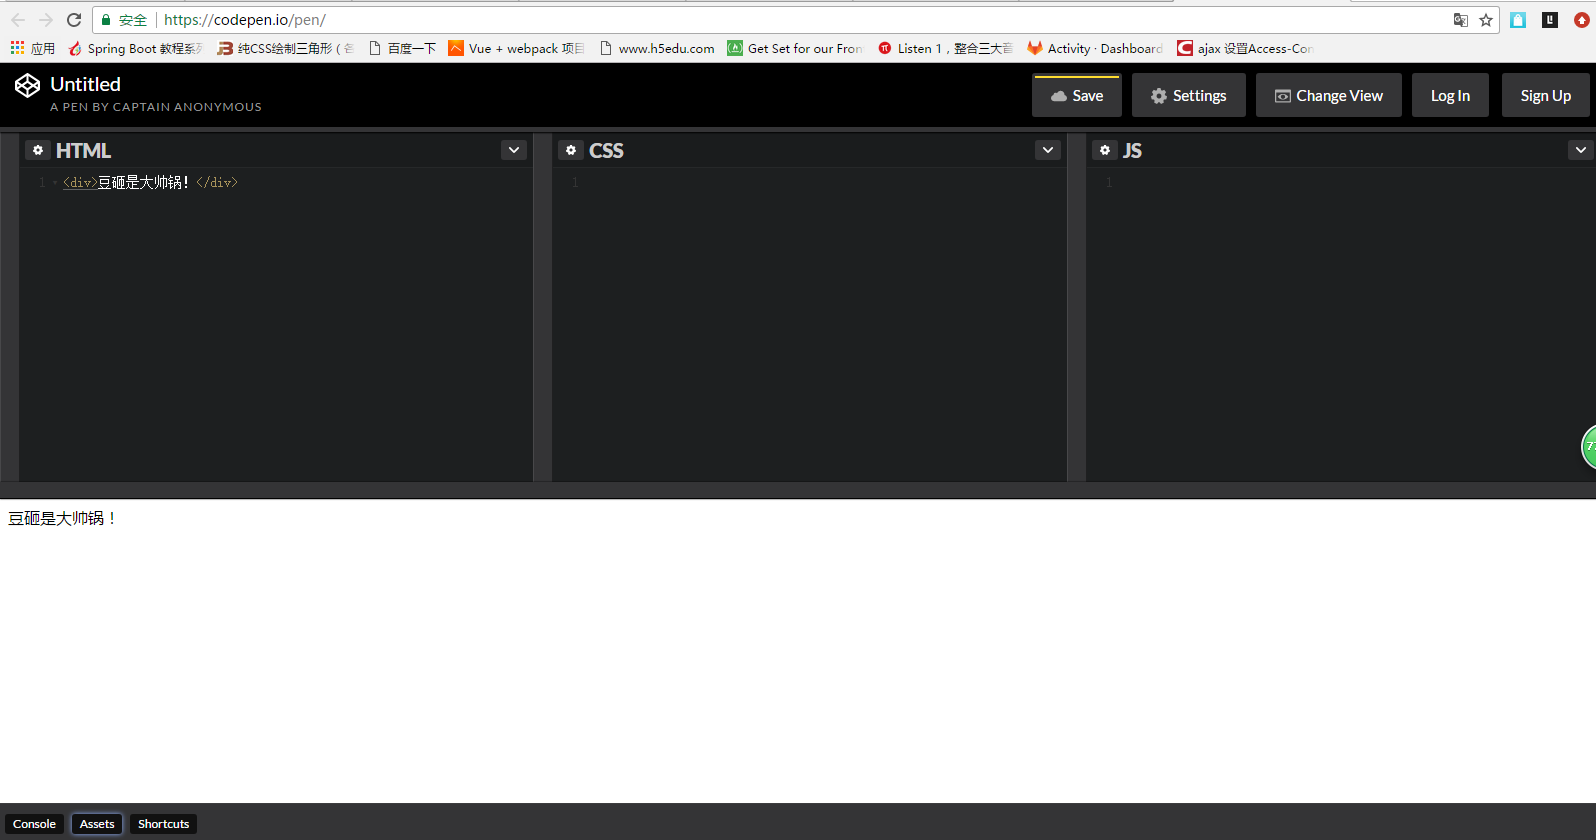 安全 https://codepen.io/pen/
应用 Spring Boot 教程系列 纯CSS绘制三角形（各 百度一下 Vue + webpack 项目 www.h5edu.com Get Set for our Fron Listen 1，整合三大音 Activity · Dashboard ajax 设置Access-Con
Untitled
A PEN BY CAPTAIN ANONYMOUS
Save Settings Change View Log In Sign Up
HTML CSS JS
1 <div>豆砸是大帅锅！</div>
1
1
豆砸是大帅锅！
Console Assets Shortcuts